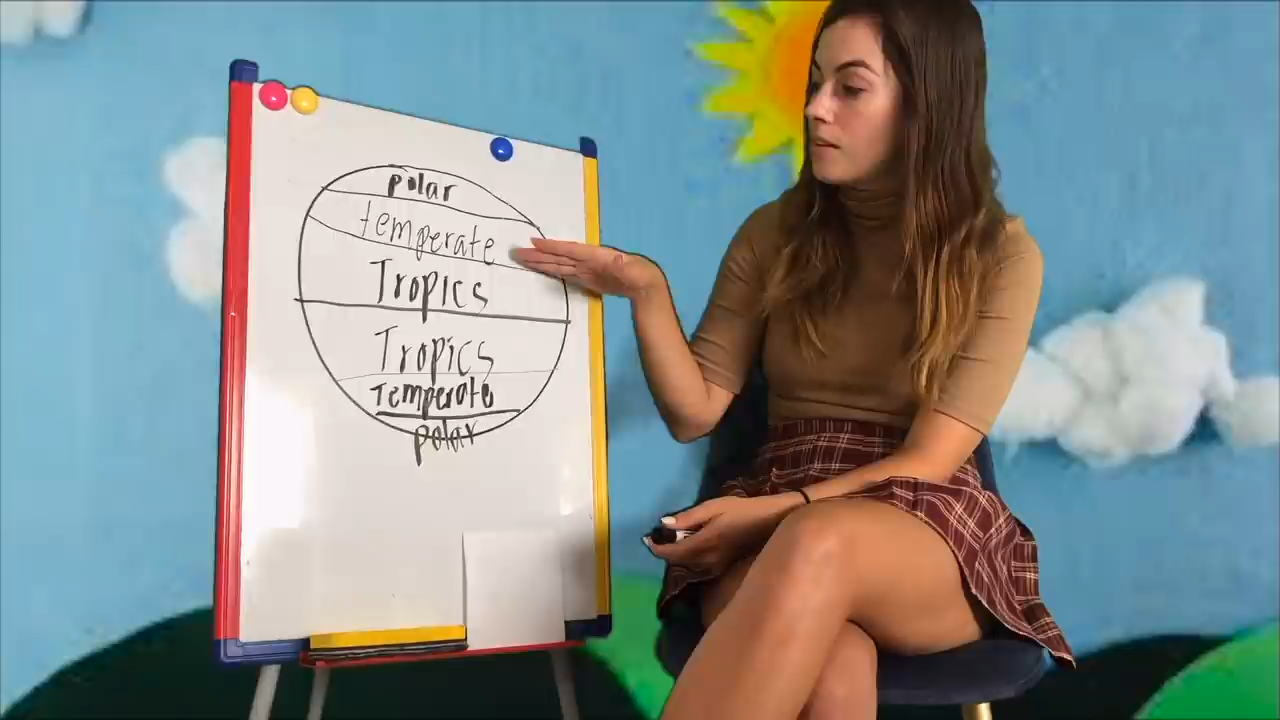 polar
temperate
Tropics
Tropics
Temperate
polar